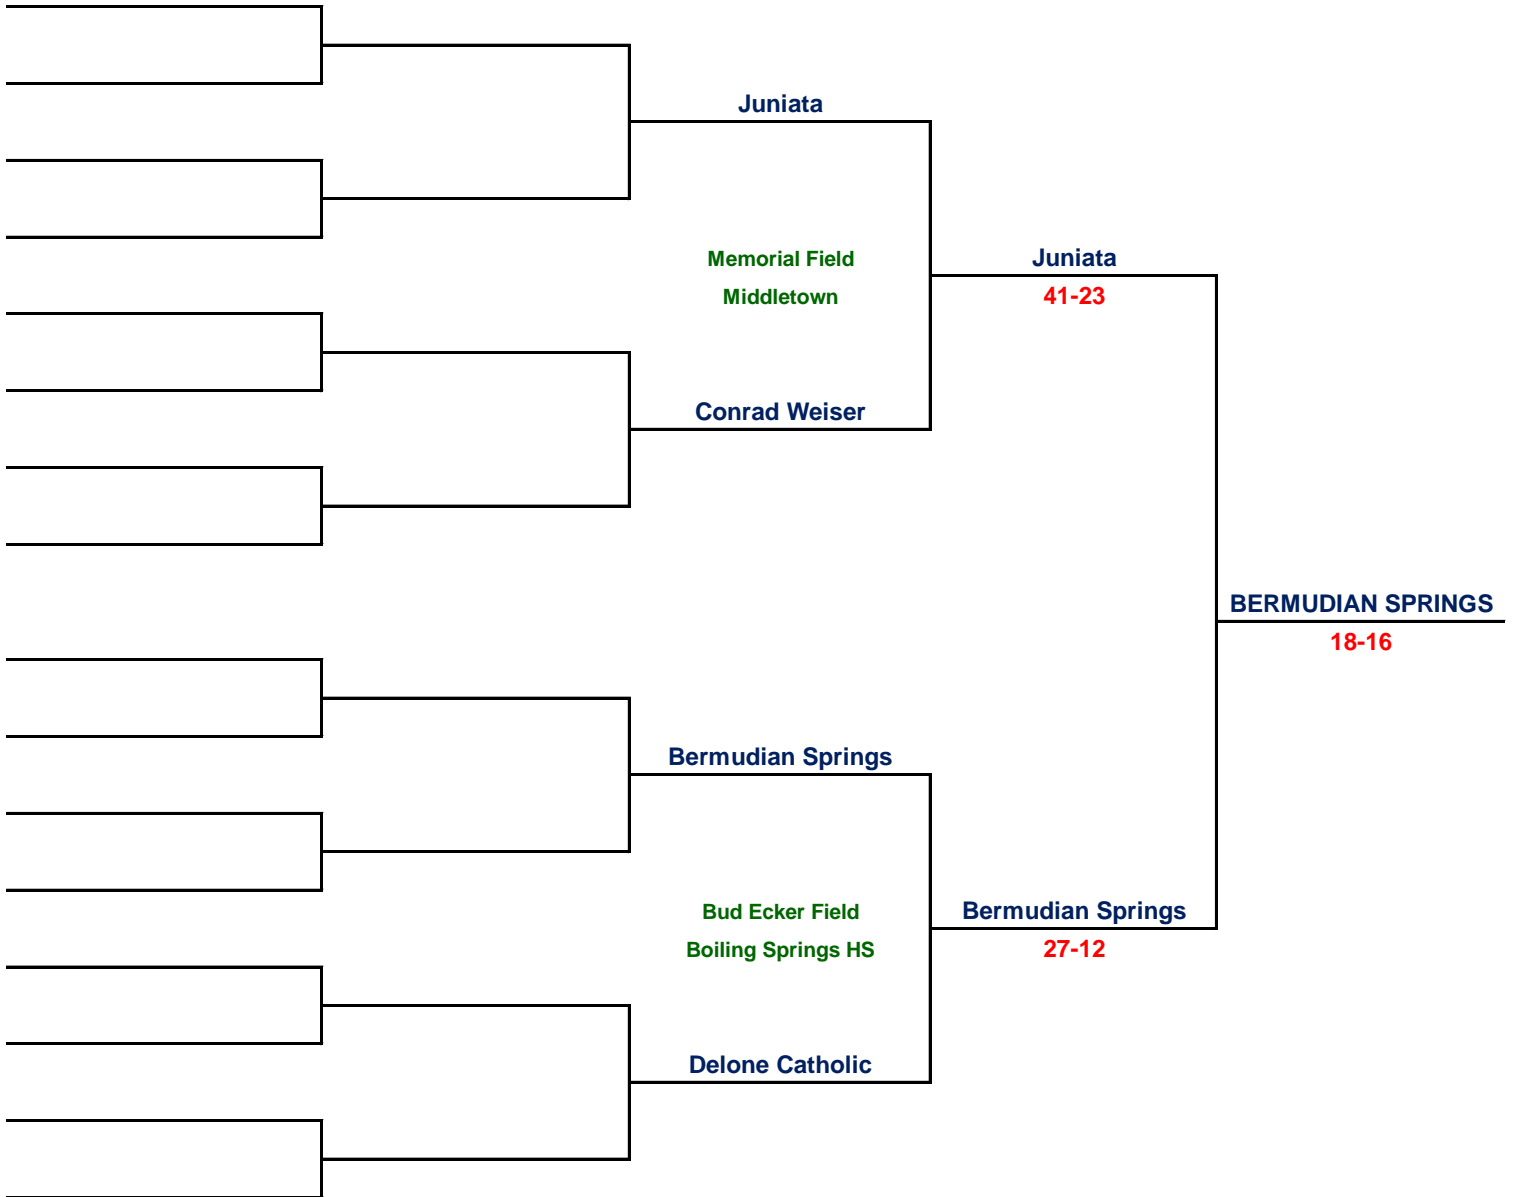 Juniata
Memorial Field
Middletown
Juniata
41-23
Conrad Weiser
BERMUDIAN SPRINGS
18-16
Bermudian Springs
Bud Ecker Field
Boiling Springs HS
Bermudian Springs
27-12
Delone Catholic